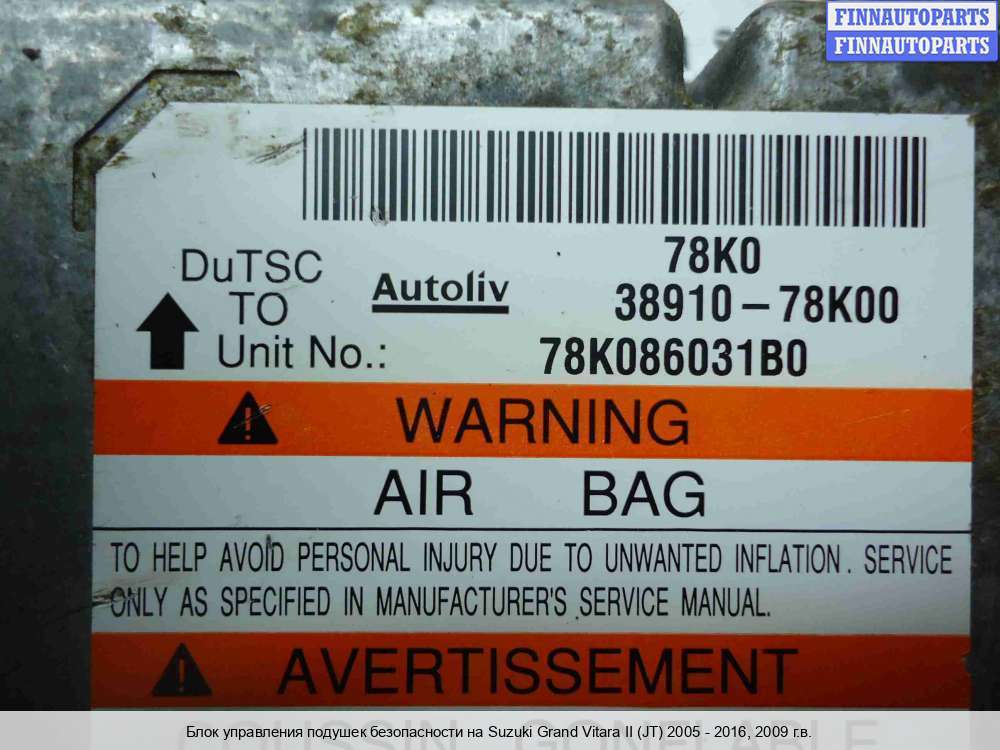 FINNAUTOPARTS
FINNAUTOPARTS
78K0
DuTSC
TO
Autoliv
38910-78K00
Unit No.: 78K086031B0
WARNING
AIR BAG
TO HELP AVOID PERSONAL INJURY DUE TO UNWANTED INFLATION. SERVICE
ONLY AS SPECIFIED IN MANUFACTURER'S SERVICE MANUAL.
AVERTISSEMENT
COUSSIN GONFLABLE
Блок управления подушек безопасности на Suzuki Grand Vitara II (JT) 2005 - 2016, 2009 г.в.